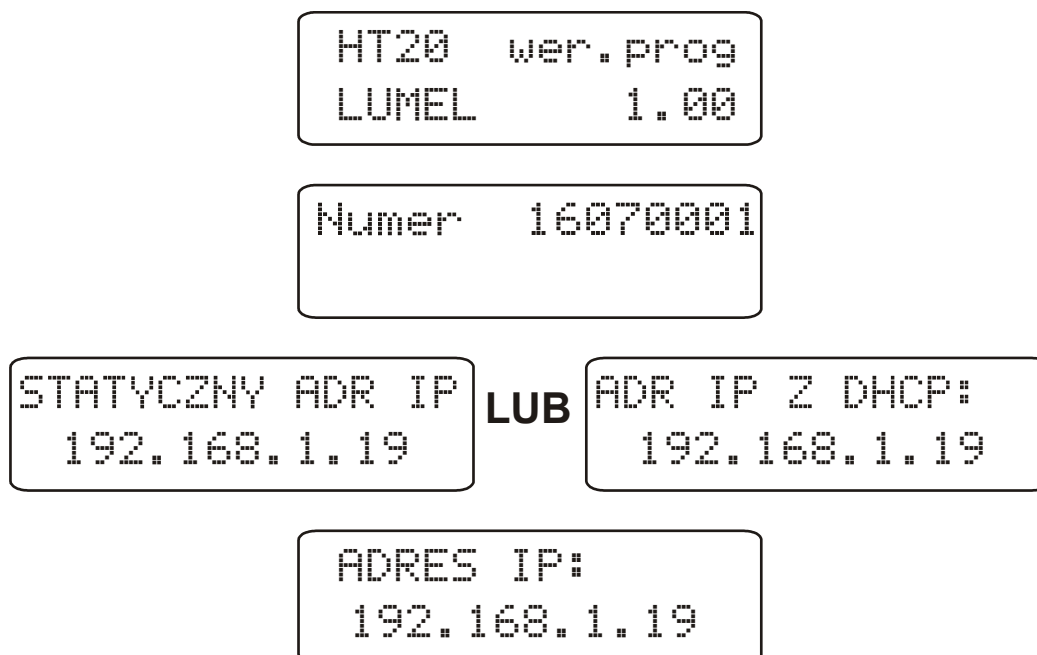 HT20 wer.prog
LUMEL 1.00
Numer 16070001
STATYCZNY ADR IP
192.168.1.19
LUB
ADR IP Z DHCP:
192.168.1.19
ADRES IP:
192.168.1.19